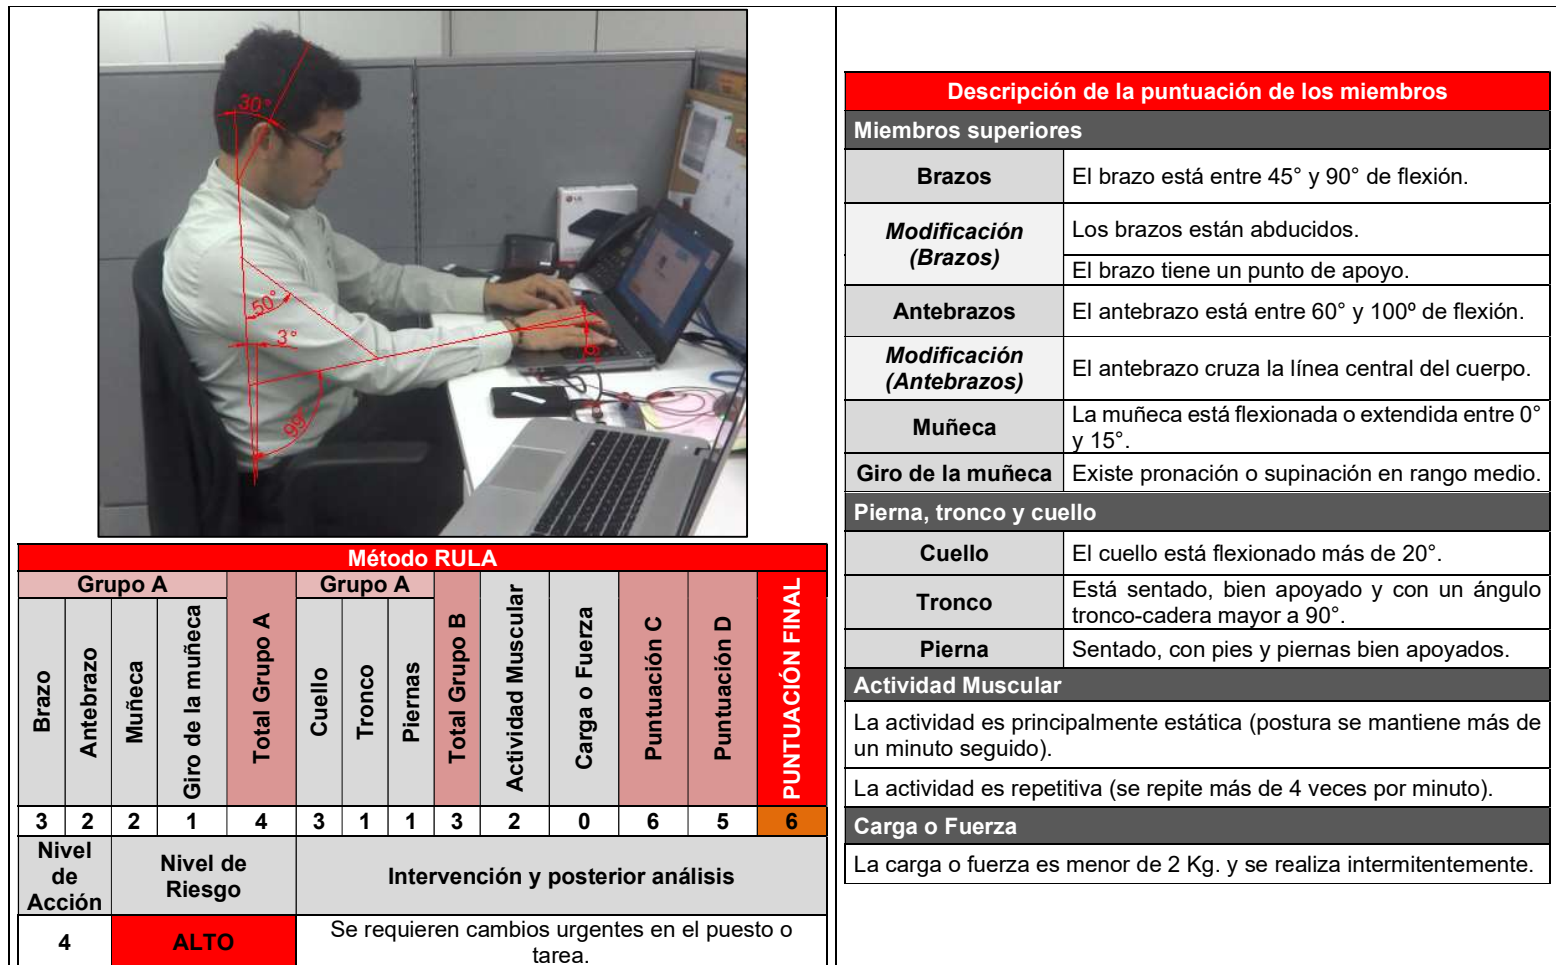 30°
50°
3°
99°
LG
Método RULA
Grupo A
Grupo A
Brazo
Antebrazo
Muñeca
Giro de la muñeca
Total Grupo A
Cuello
Tronco
Piernas
Total Grupo B
Actividad Muscular
Carga o Fuerza
Puntuación C
Puntuación D
PUNTUACIÓN FINAL
3 2 2 1 4 3 1 1 3 2 0 6 5 6
Nivel
de
Acción
Nivel de
Riesgo
Intervención y posterior análisis
4
ALTO
Se requieren cambios urgentes en el puesto o
tarea.
Descripción de la puntuación de los miembros
Miembros superiores
Brazos
El brazo está entre 45° y 90° de flexión.
Modificación
(Brazos)
Los brazos están abducidos.
El brazo tiene un punto de apoyo.
Antebrazos
El antebrazo está entre 60° y 100º de flexión.
Modificación
(Antebrazos)
El antebrazo cruza la línea central del cuerpo.
Muñeca
La muñeca está flexionada o extendida entre 0°
y 15°.
Giro de la muñeca
Existe pronación o supinación en rango medio.
Pierna, tronco y cuello
Cuello
El cuello está flexionado más de 20°.
Tronco
Está sentado, bien apoyado y con un ángulo
tronco-cadera mayor a 90°.
Pierna
Sentado, con pies y piernas bien apoyados.
Actividad Muscular
La actividad es principalmente estática (postura se mantiene más de
un minuto seguido).
La actividad es repetitiva (se repite más de 4 veces por minuto).
Carga o Fuerza
La carga o fuerza es menor de 2 Kg. y se realiza intermitentemente.